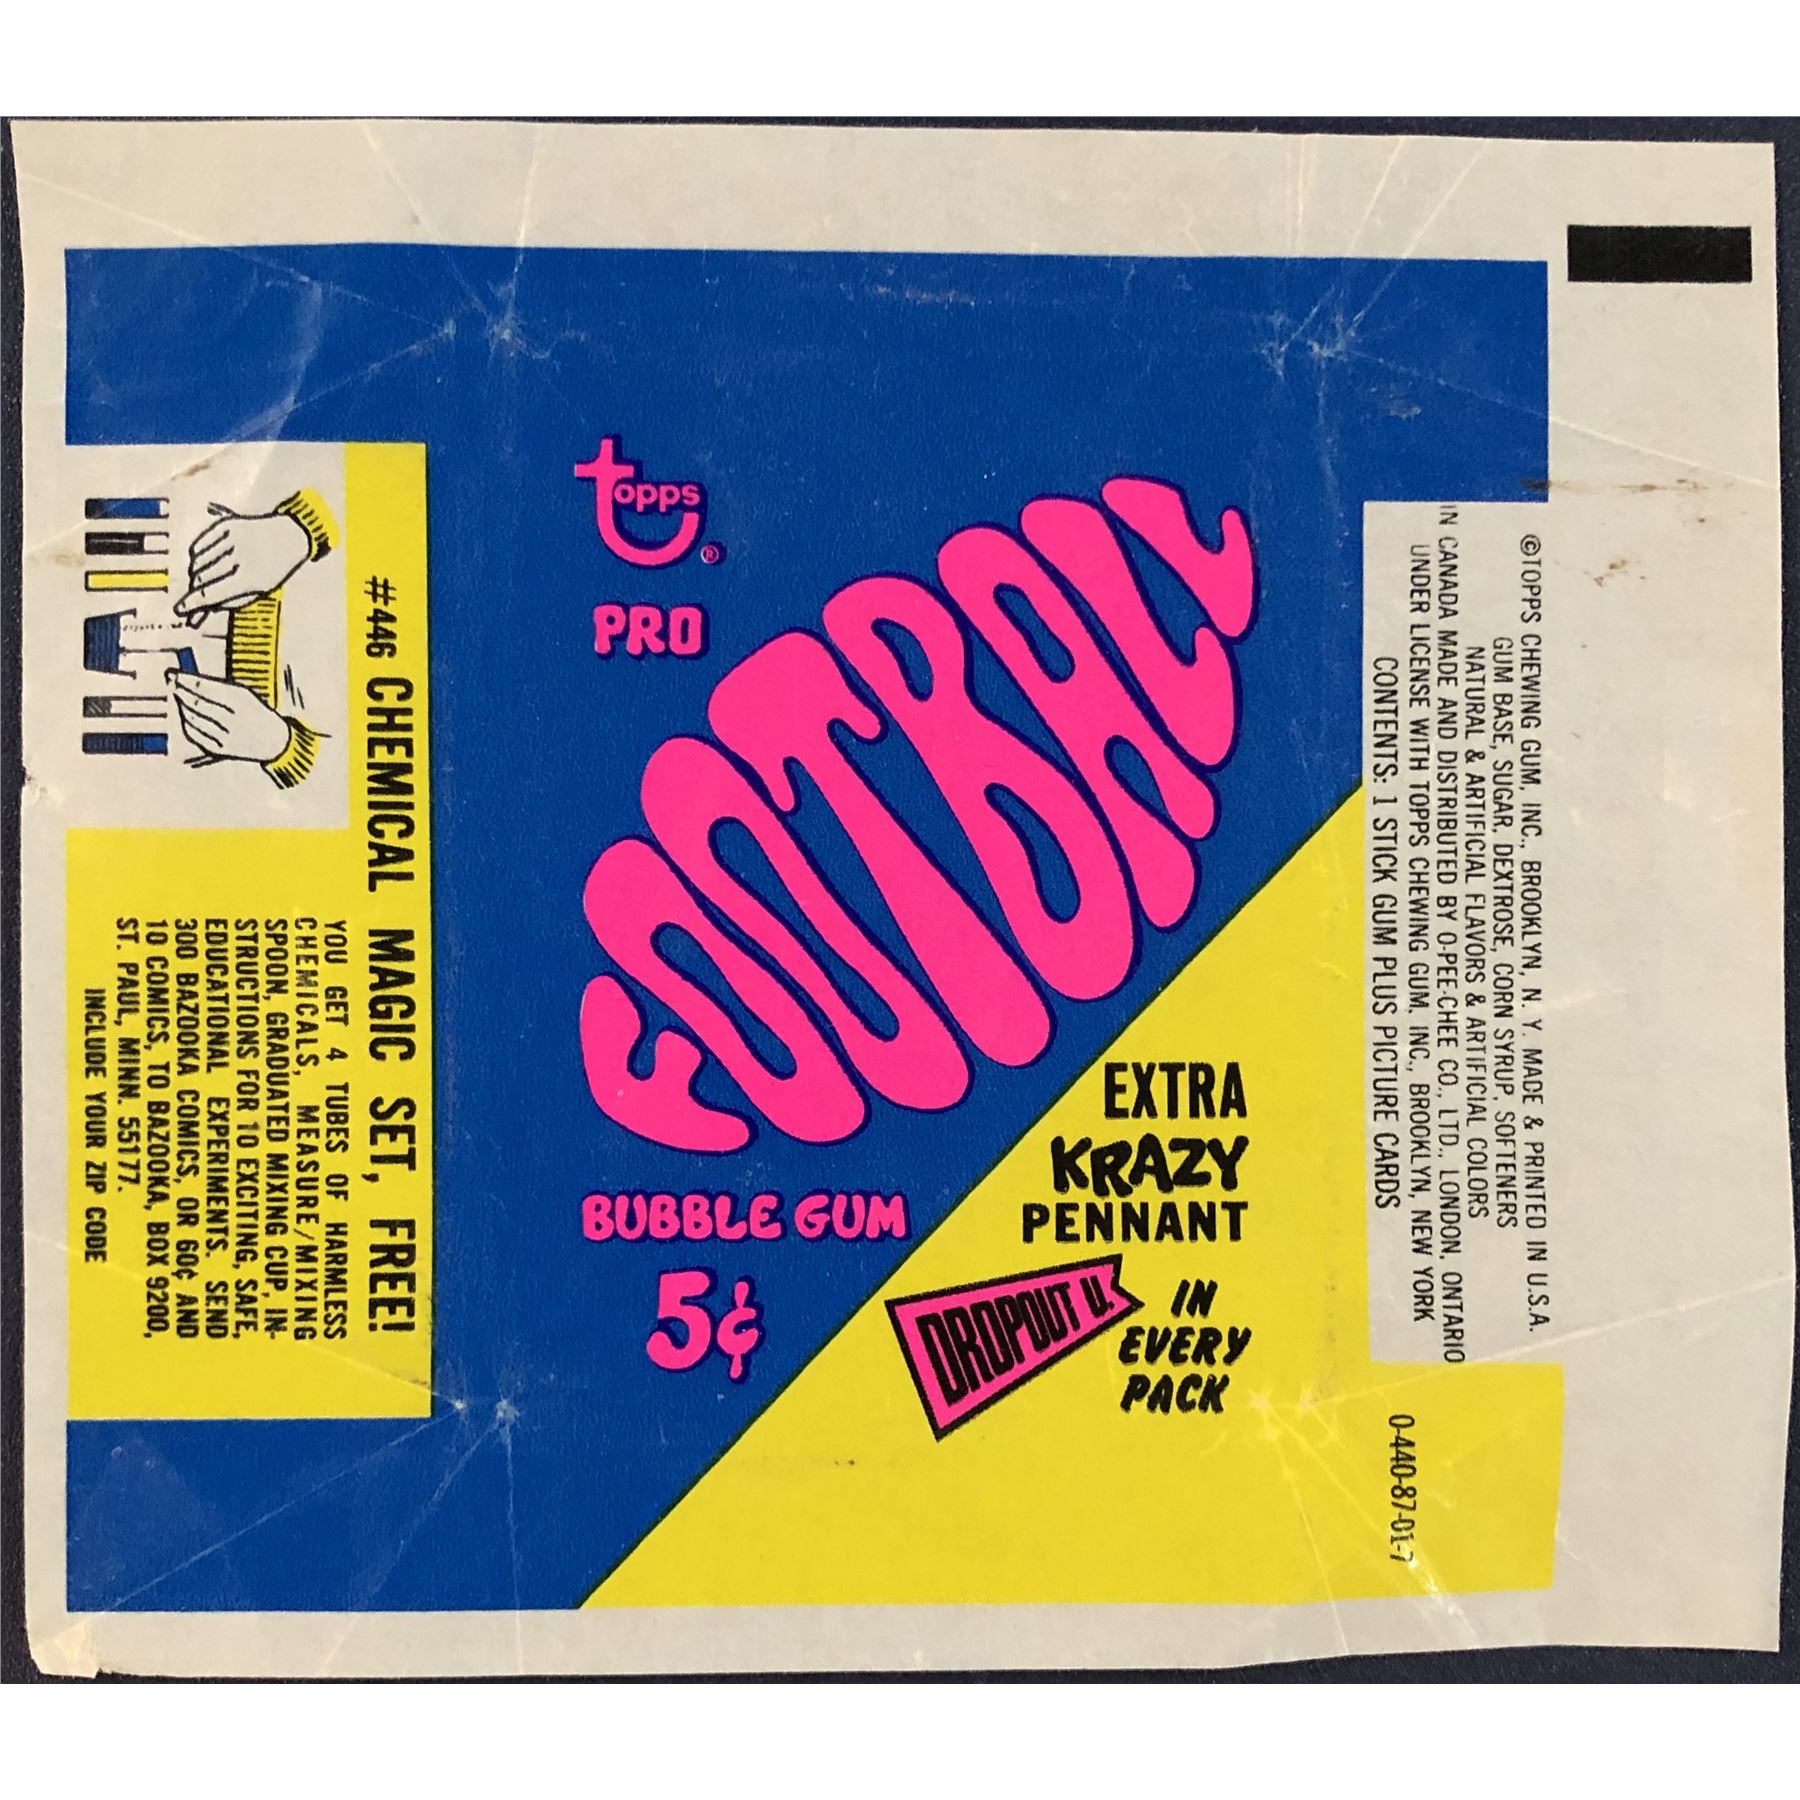 topps®
PRO
FOOTBALL
BUBBLE GUM
5¢
EXTRA
KRAZY
PENNANT
DROPOUT U.
IN
EVERY
PACK
©TOPPS CHEWING GUM, INC., BROOKLYN, N. Y. MADE & PRINTED IN U.S.A.
GUM BASE, SUGAR, DEXTROSE, CORN SYRUP, SOFTENERS
NATURAL & ARTIFICIAL FLAVORS & ARTIFICIAL COLORS
IN CANADA MADE AND DISTRIBUTED BY O-PEE-CHEE CO., LTD., LONDON, ONTARIO
UNDER LICENSE WITH TOPPS CHEWING GUM, INC., BROOKLYN, NEW YORK
CONTENTS: 1 STICK GUM PLUS PICTURE CARDS
0-440-87-01-7
#446 CHEMICAL MAGIC SET, FREE!
YOU GET 4 TUBES OF HARMLESS
CHEMICALS, MEASURE/MIXING
SPOON, GRADUATED MIXING CUP, IN-
STRUCTIONS FOR 10 EXCITING, SAFE,
EDUCATIONAL EXPERIMENTS. SEND
300 BAZOOKA COMICS, OR 60¢ AND
10 COMICS, TO BAZOOKA, BOX 9200,
ST. PAUL, MINN. 55177.
INCLUDE YOUR ZIP CODE